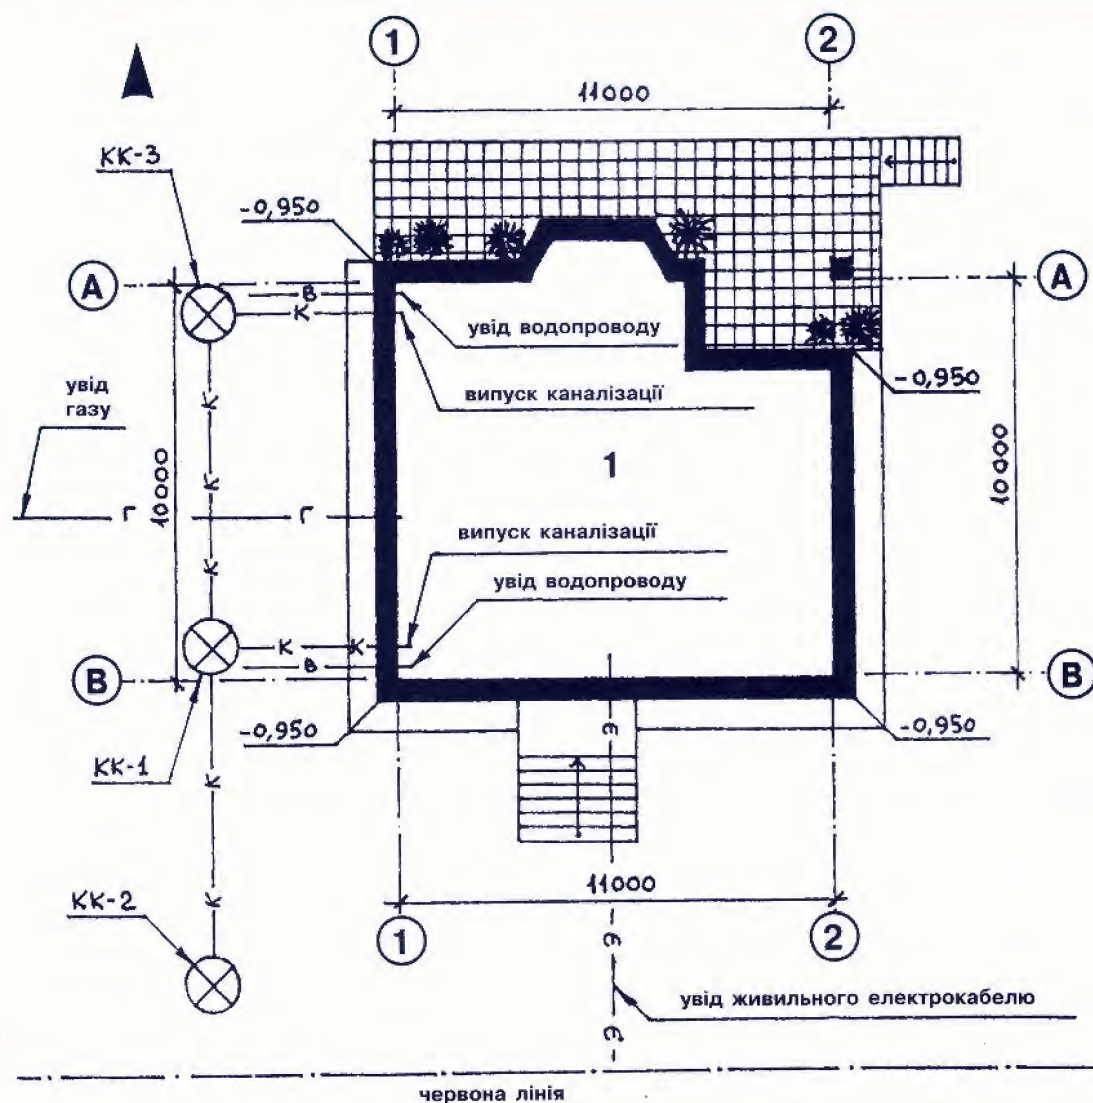 1
2
11000
КК-3
-0,950
А
А
В
увід водопроводу
К
увід
газу
випуск каналізації
-0,950
К
1
10000
10000
К
Г
Г
випуск каналізації
К
увід водопроводу
К
К
В
В
В
-0,950
Є
-0,950
КК-1
К
11000
КК-2
К
1
2
Є
увід живильного електрокабелю
Є
червона лінія